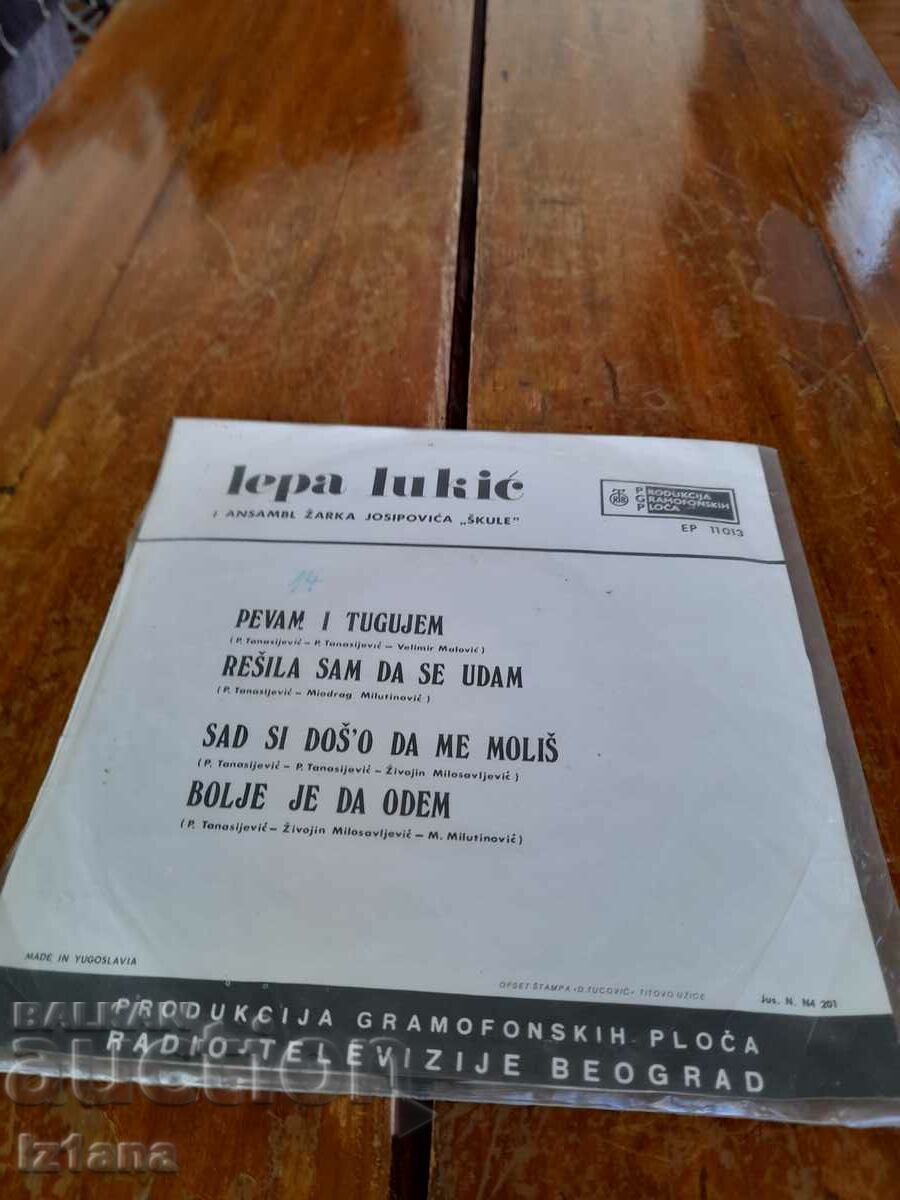 lepa lukić
i ANSAMBL ŽARKA JOSIPOVIĆA „ŠKULE”
RTB PGP PRODUKCIJA GRAMOFONSKIH PLOČA
EP 11013
14
PEVAM I TUGUJEM
(P. Tanasijević – P. Tanasijević – Velimir Malović)
REŠILA SAM DA SE UDAM
(P. Tanasijević – Miodrag Milutinović)
SAD SI DOŠ'O DA ME MOLIŠ
(P. Tanasijević – P. Tanasijević – Živojin Milosavljević)
BOLJE JE DA ODEM
(P. Tanasijević – Živojin Milosavljević – M. Milutinović)
MADE IN YUGOSLAVIA
OFSET ŠTAMPA »D. TUCOVIĆ« TITOVO UŽICE
Jus. N. N4 201
PRODUKCIJA GRAMOFONSKIH PLOČA
RADIO-TELEVIZIJE BEOGRAD
BALKAN
auction
iz1ana